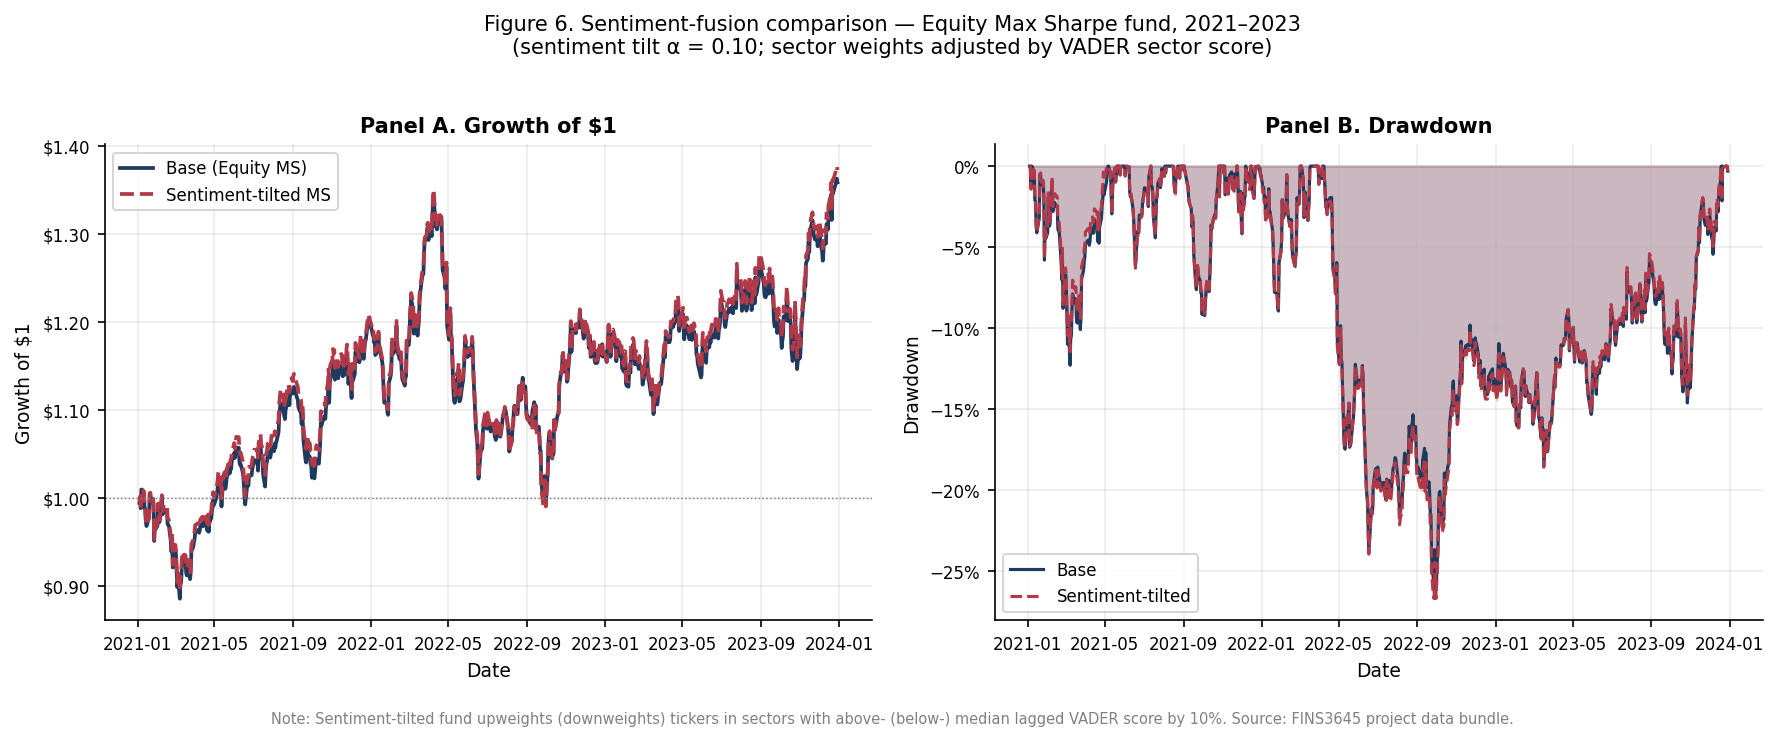 Figure 6. Sentiment-fusion comparison — Equity Max Sharpe fund, 2021–2023
(sentiment tilt α = 0.10; sector weights adjusted by VADER sector score)
Panel A. Growth of $1
$1.40
$1.30
$1.20
$1.10
$1.00
$0.90
Growth of $1
Base (Equity MS)
Sentiment-tilted MS
2021-01 2021-05 2021-09 2022-01 2022-05 2022-09 2023-01 2023-05 2023-09 2024-01
Date
Panel B. Drawdown
0%
−5%
−10%
−15%
−20%
−25%
Drawdown
Base
Sentiment-tilted
2021-01 2021-05 2021-09 2022-01 2022-05 2022-09 2023-01 2023-05 2023-09 2024-01
Date
Note: Sentiment-tilted fund upweights (downweights) tickers in sectors with above- (below-) median lagged VADER score by 10%. Source: FINS3645 project data bundle.